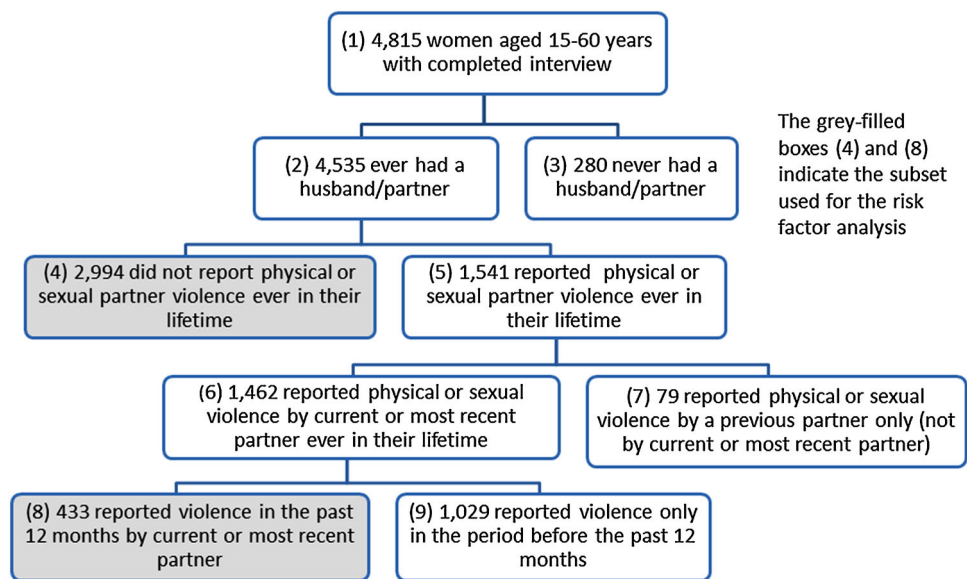 (1) 4,815 women aged 15-60 years
with completed interview
The grey-filled
boxes (4) and (8)
indicate the subset
used for the risk
factor analysis
(2) 4,535 ever had a
husband/partner
(3) 280 never had a
husband/partner
(4) 2,994 did not report physical or
sexual partner violence ever in their
lifetime
(5) 1,541 reported physical or
sexual partner violence ever in
their lifetime
(6) 1,462 reported physical or sexual
violence by current or most recent
partner ever in their lifetime
(7) 79 reported physical or sexual
violence by a previous partner only (not
by current or most recent partner)
(8) 433 reported violence in the past
12 months by current or most recent
partner
(9) 1,029 reported violence only
in the period before the past 12
months